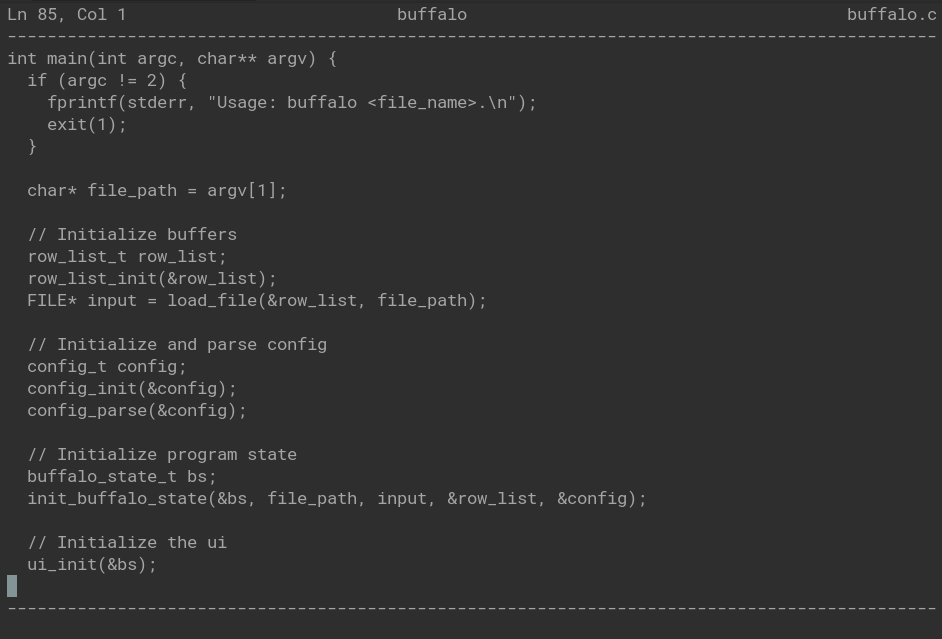 Ln 85, Col 1 buffalo buffalo.c
---------------------------------------------------------------------------------------------
int main(int argc, char** argv) {
  if (argc != 2) {
    fprintf(stderr, "Usage: buffalo <file_name>.\n");
    exit(1);
  }

  char* file_path = argv[1];

  // Initialize buffers
  row_list_t row_list;
  row_list_init(&row_list);
  FILE* input = load_file(&row_list, file_path);

  // Initialize and parse config
  config_t config;
  config_init(&config);
  config_parse(&config);

  // Initialize program state
  buffalo_state_t bs;
  init_buffalo_state(&bs, file_path, input, &row_list, &config);

  // Initialize the ui
  ui_init(&bs);

---------------------------------------------------------------------------------------------